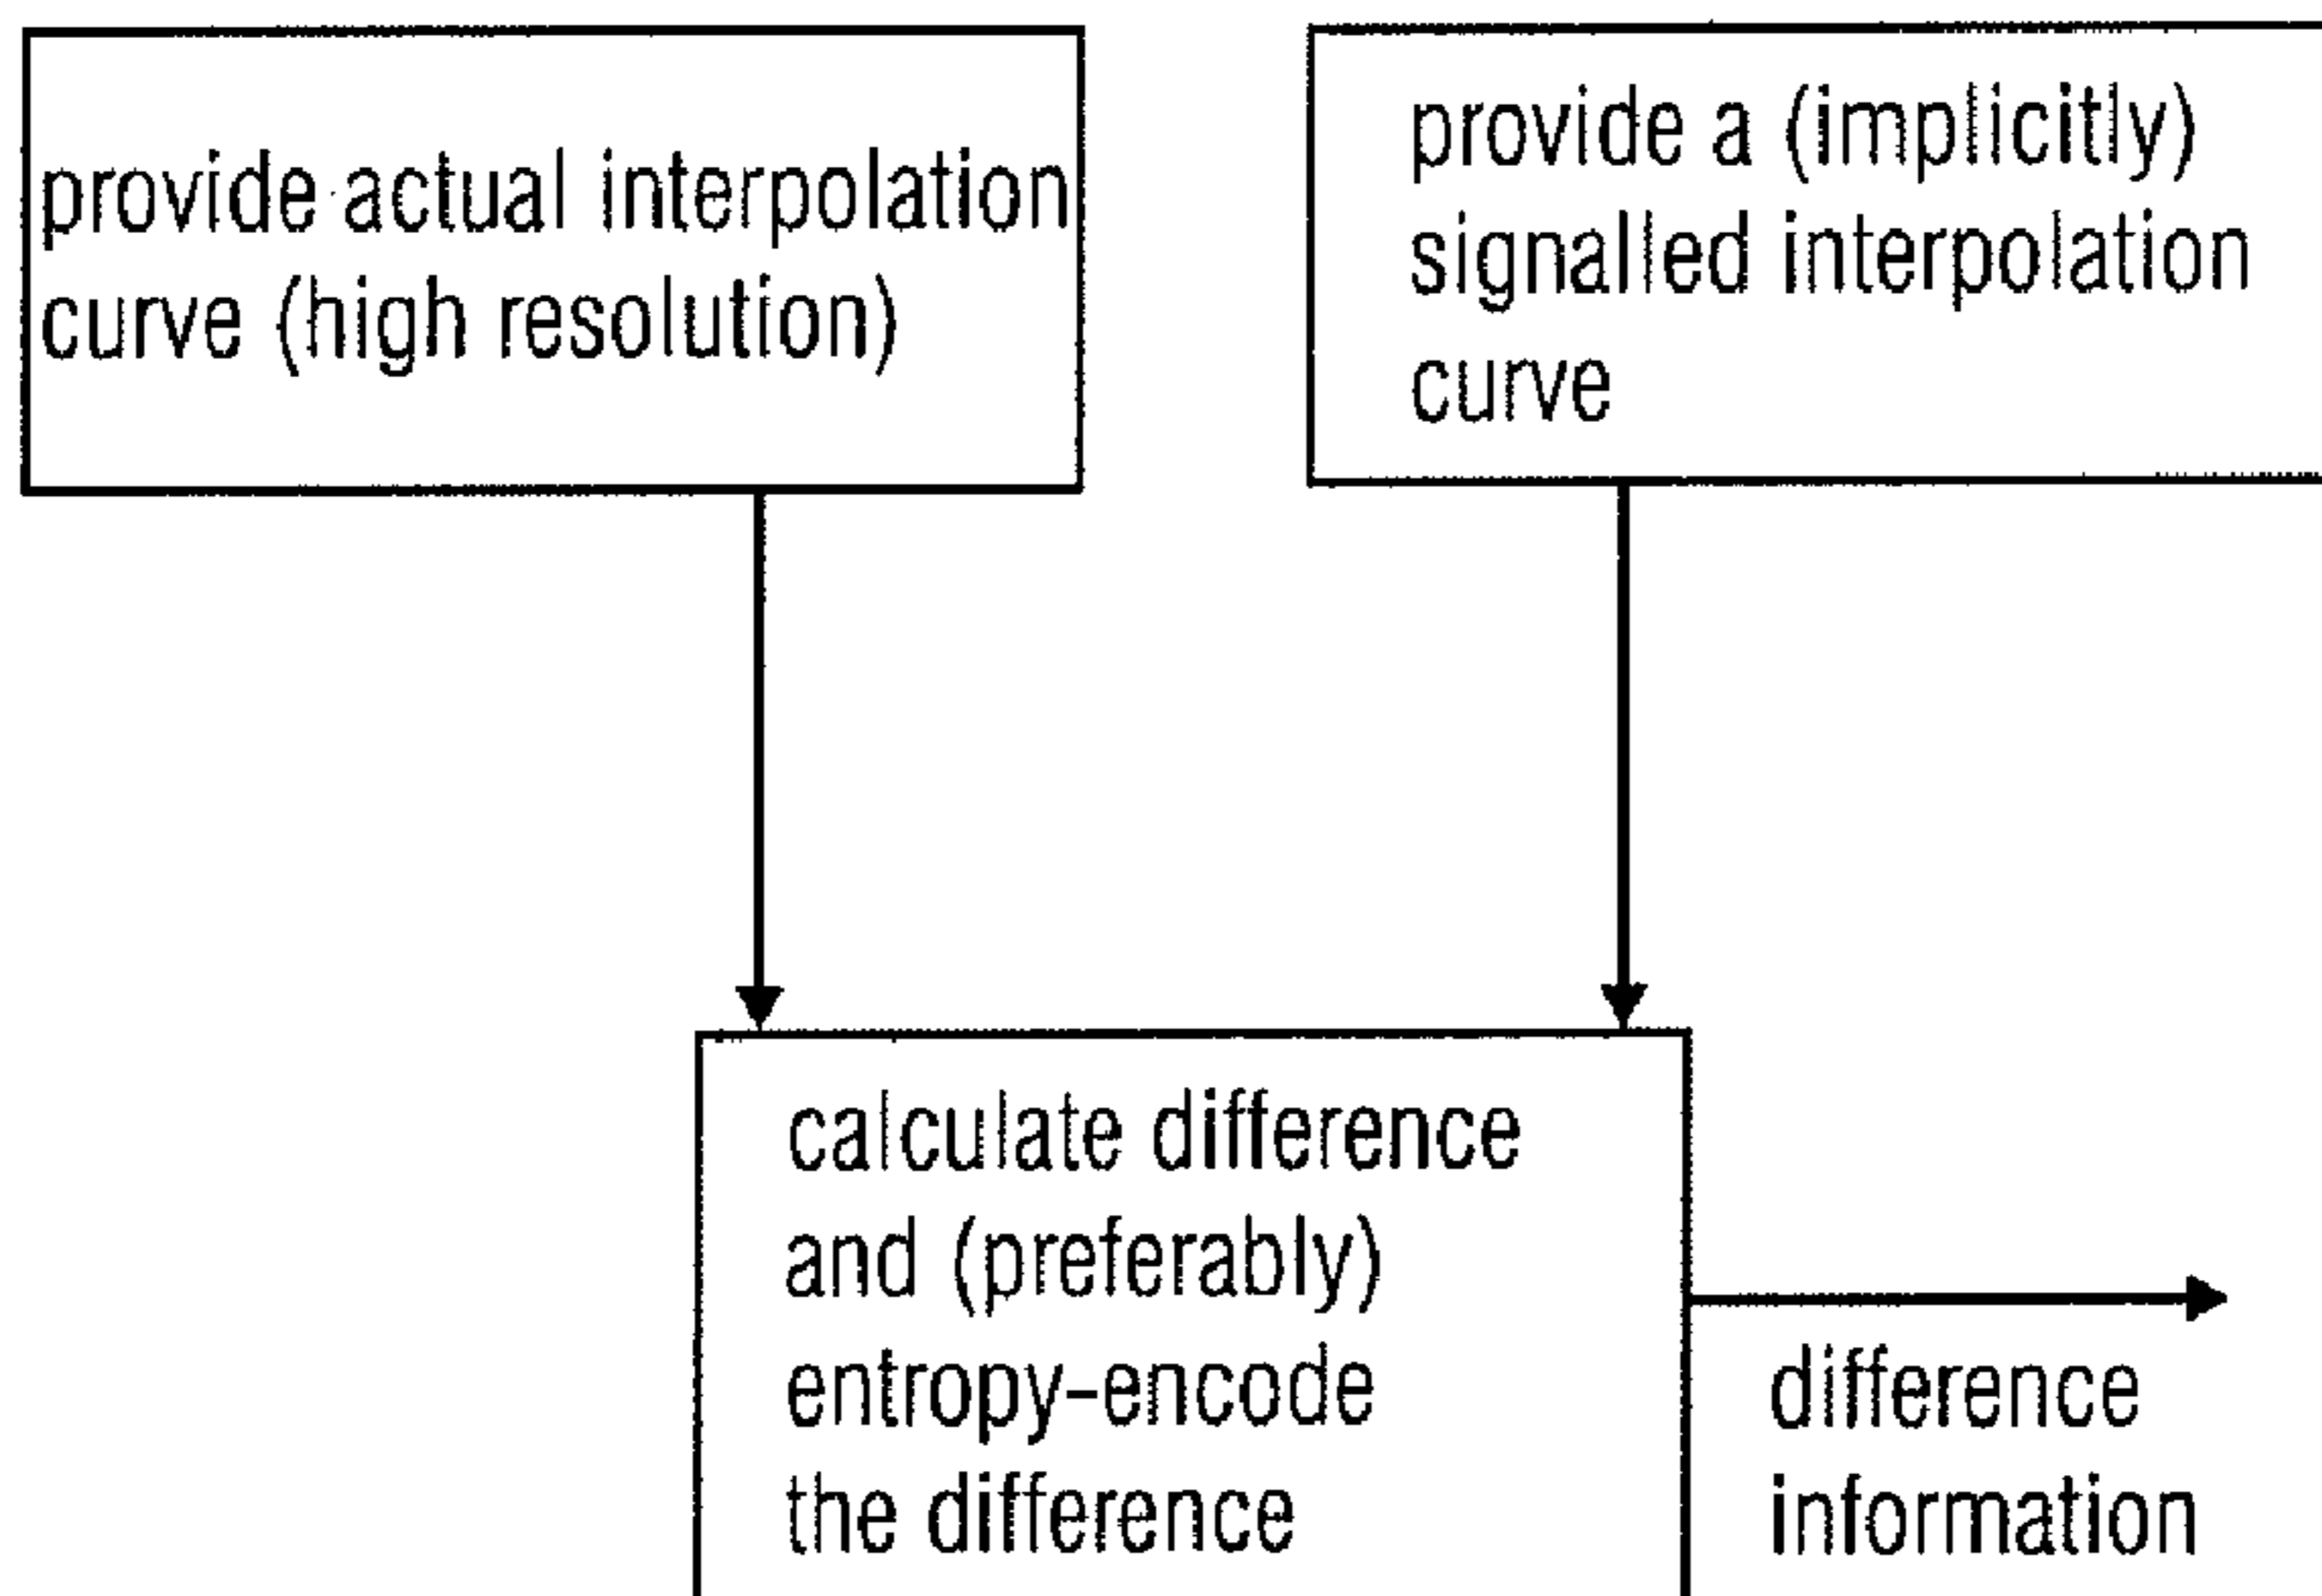 provide actual interpolation
curve (high resolution)
provide a (implicitly)
signalled interpolation
curve
calculate difference
and (preferably)
entropy-encode
the difference
difference
information